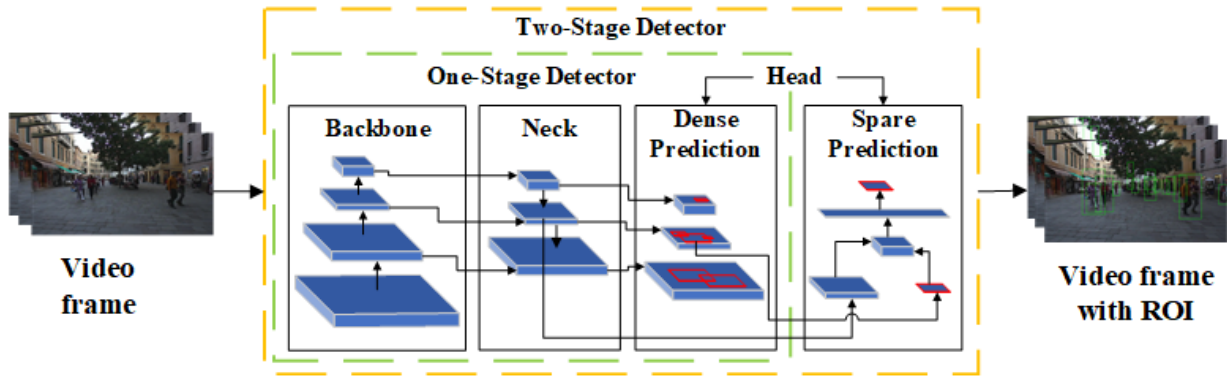 Two-Stage Detector
One-Stage Detector
Head
Backbone
Neck
Dense
Prediction
Spare
Prediction
Video
frame
Video frame
with ROI